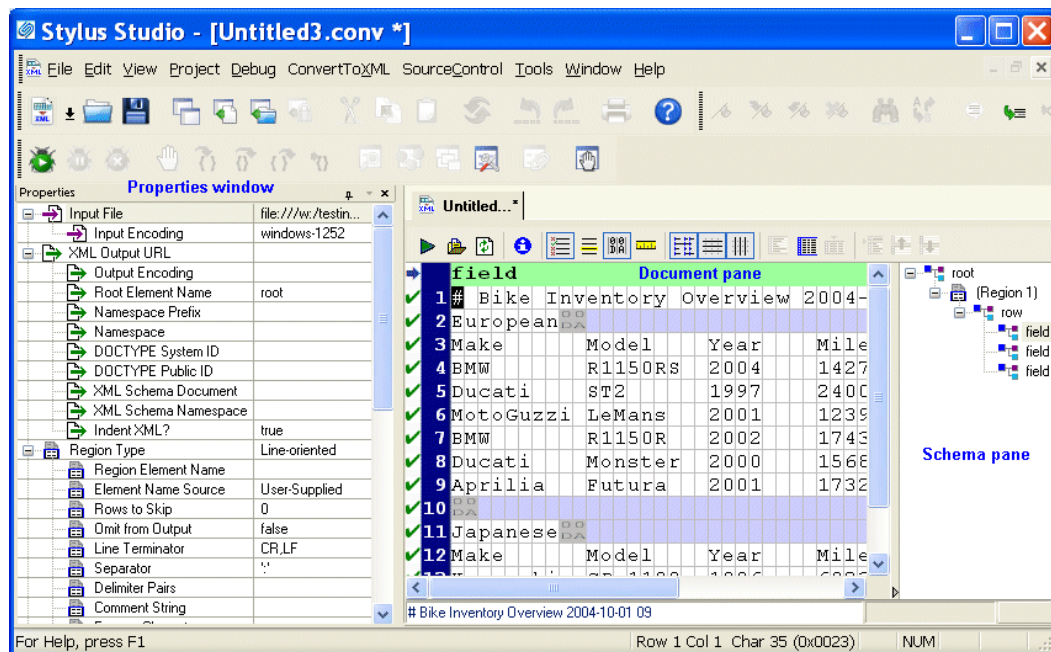 Stylus Studio - [Untitled3.conv *]
File Edit View Project Debug ConvertToXML SourceControl Tools Window Help
Properties Properties window
Input File file:///w:/testin...
Input Encoding windows-1252
XML Output URL
Output Encoding
Root Element Name root
Namespace Prefix
Namespace
DOCTYPE System ID
DOCTYPE Public ID
XML Schema Document
XML Schema Namespace
Indent XML? true
Region Type Line-oriented
Region Element Name
Element Name Source User-Supplied
Rows to Skip 0
Omit from Output false
Line Terminator CR,LF
Separator ':'
Delimiter Pairs
Comment String
Untitled...*
field Document pane
1 # Bike Inventory Overview 2004-
2 European
3 Make Model Year Mile
4 BMW R1150RS 2004 1427
5 Ducati ST2 1997 2400
6 MotoGuzzi LeMans 2001 1239
7 BMW R1150R 2002 1743
8 Ducati Monster 2000 1568
9 Aprilia Futura 2001 1732
10
11 Japanese
12 Make Model Year Mile
# Bike Inventory Overview 2004-10-01 09
root
(Region 1)
row
field
field
field
Schema pane
For Help, press F1 Row 1 Col 1 Char 35 (0x0023) NUM